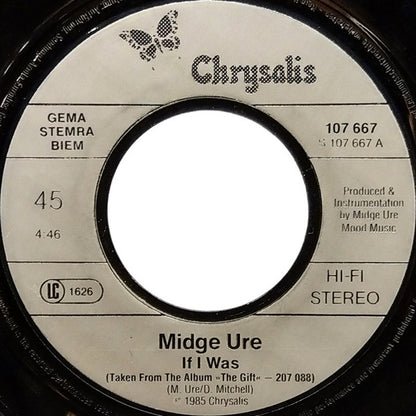 Chrysalis
GEMA
STEMRA
BIEM
107 667
S 107 667 A
45
4:46
Produced &
Instrumentation
by Midge Ure
Mood Music
LC 1626
HI-FI
STEREO
Midge Ure
If I Was
(Taken From The Album »The Gift« – 207 088)
(M. Ure/D. Mitchell)
© 1985 Chrysalis